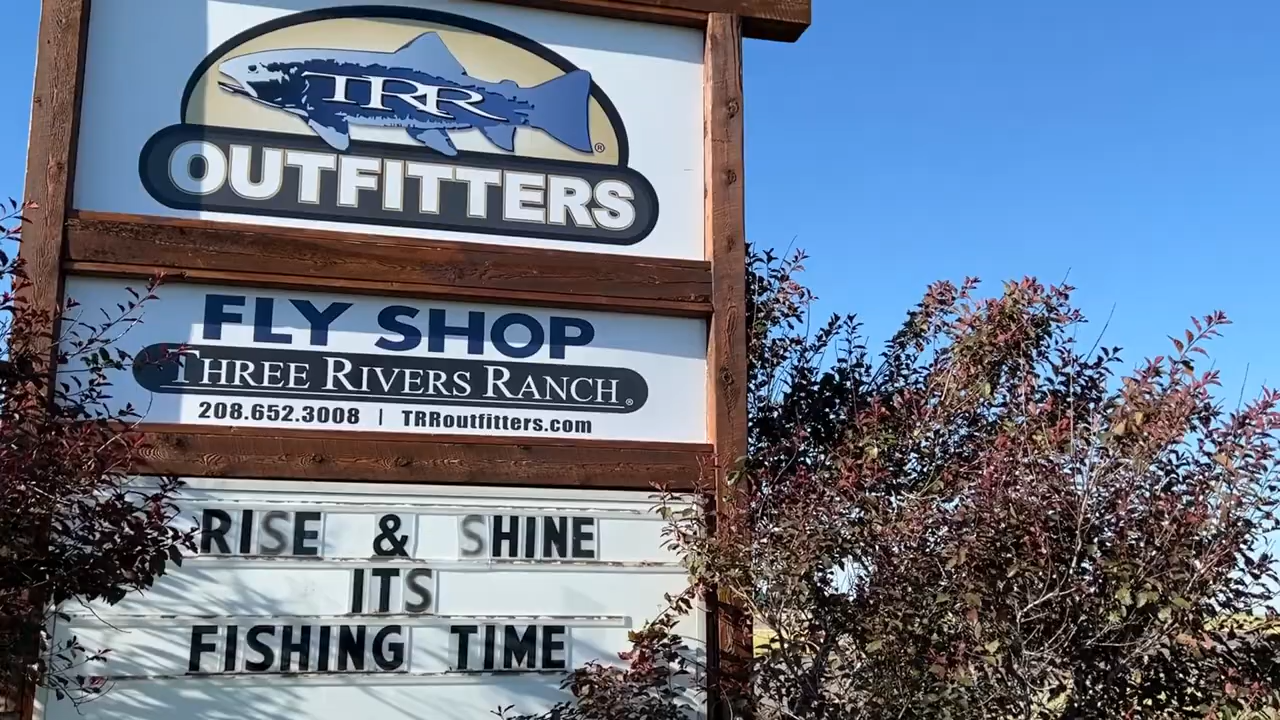 TRR
®
OUTFITTERS
FLY SHOP
THREE RIVERS RANCH®
208.652.3008 | TRRoutfitters.com
RISE & SHINE
ITS
FISHING TIME